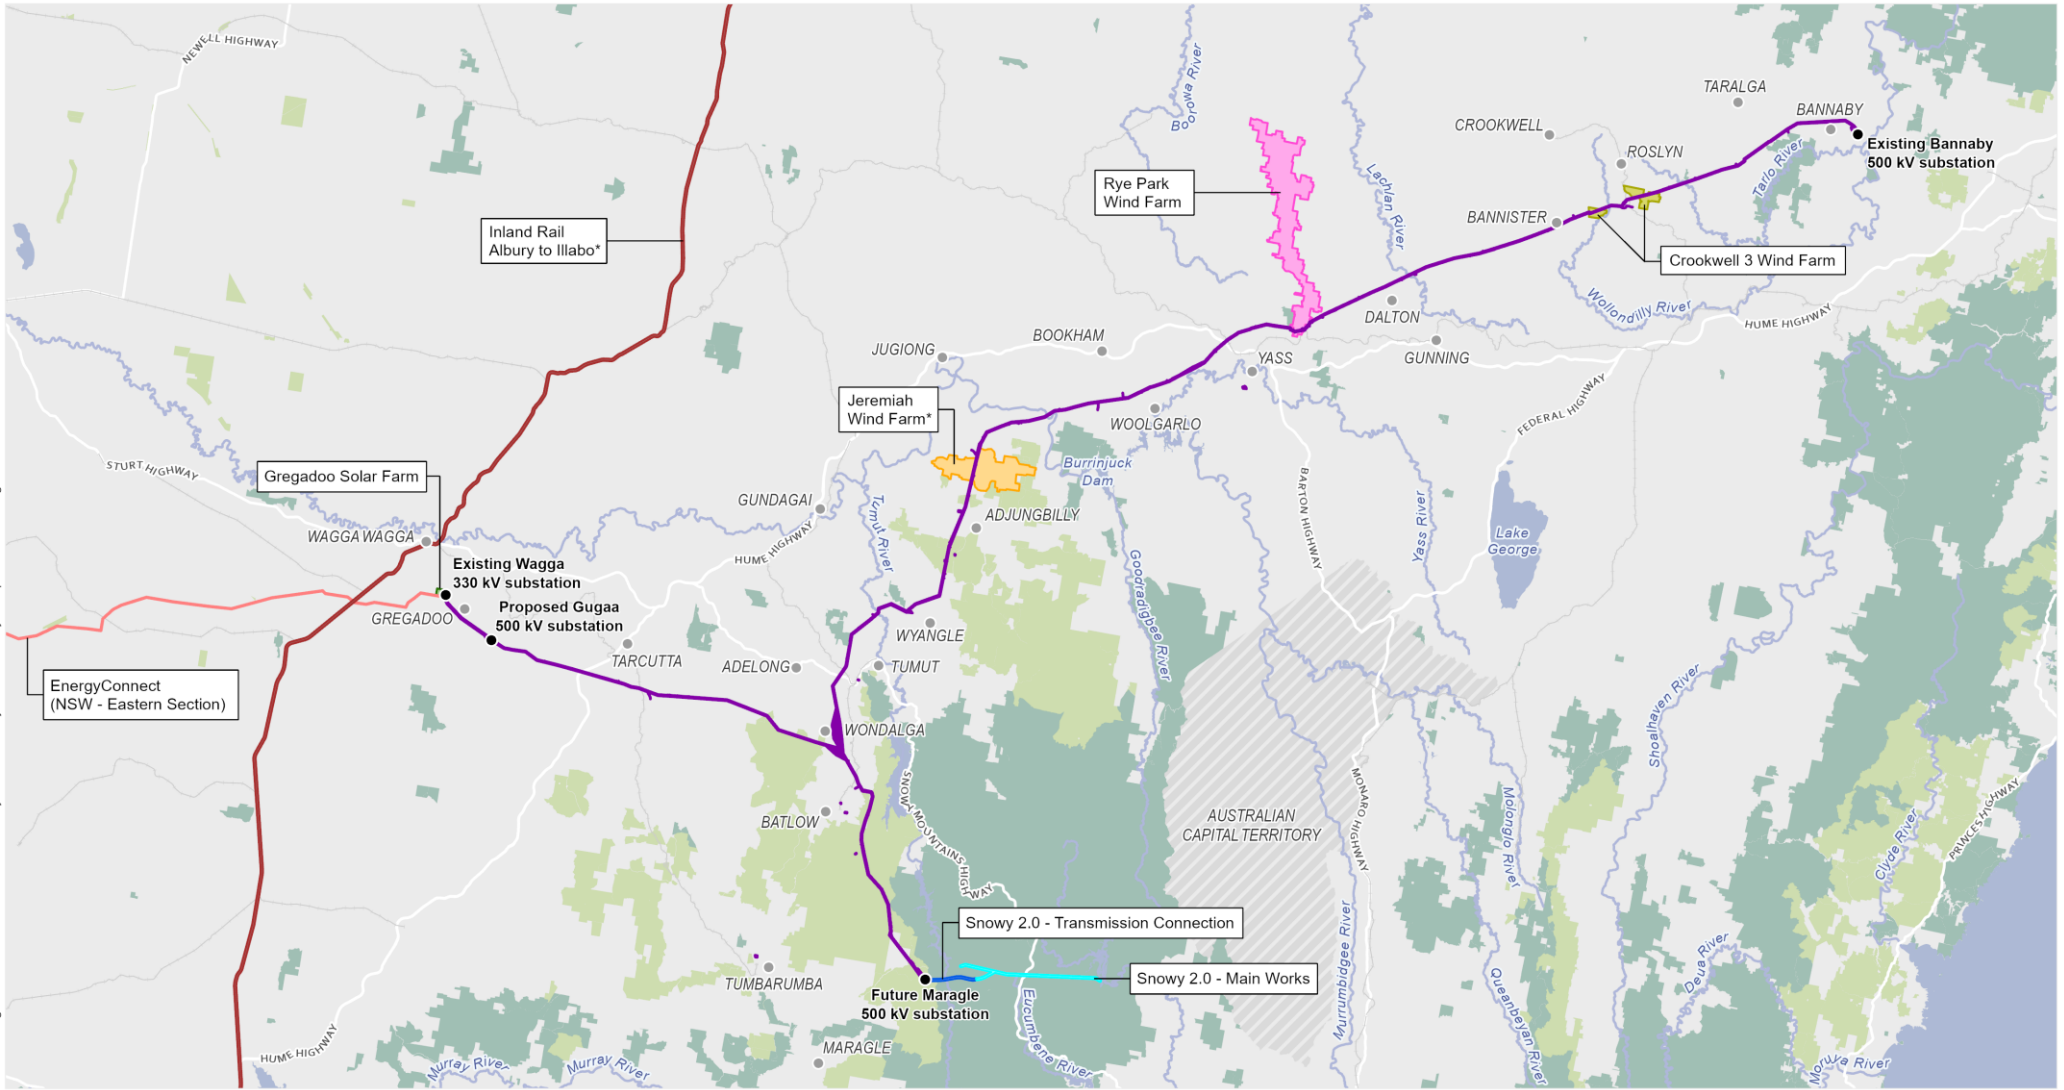 NEWELL HIGHWAY
Boorowa River
TARALGA
BANNABY
CROOKWELL
Existing Bannaby
500 kV substation
ROSLYN
Tarlo River
Lachlan River
Rye Park
Wind Farm
BANNISTER
Inland Rail
Albury to Illabo*
Crookwell 3 Wind Farm
Wollondilly River
HUME HIGHWAY
DALTON
JUGIONG
BOOKHAM
YASS
GUNNING
Jeremiah
Wind Farm*
FEDERAL HIGHWAY
WOOLGARLO
STURT HIGHWAY
Gregadoo Solar Farm
Burrinjuck
Dam
BARTON HIGHWAY
GUNDAGAI
Tumut River
ADJUNGBILLY
Yass River
Lake
George
WAGGA WAGGA
HUME HIGHWAY
Existing Wagga
330 kV substation
Goodradigbee River
Proposed Gugaa
500 kV substation
GREGADOO
WYANGLE
TARCUTTA
ADELONG
TUMUT
EnergyConnect
(NSW - Eastern Section)
Shoalhaven River
WONDALGA
SNOWY MOUNTAINS HIGHWAY
MONARO HIGHWAY
Molonglo River
BATLOW
AUSTRALIAN
CAPITAL TERRITORY
Clyde River
PRINCES HIGHWAY
Snowy 2.0 - Transmission Connection
Murrumbidgee River
Deua River
TUMBARUMBA
Snowy 2.0 - Main Works
Future Maragle
500 kV substation
Eucumbene River
Queanbeyan River
HUME HIGHWAY
MARAGLE
Murray River
Murray River
Moruya River